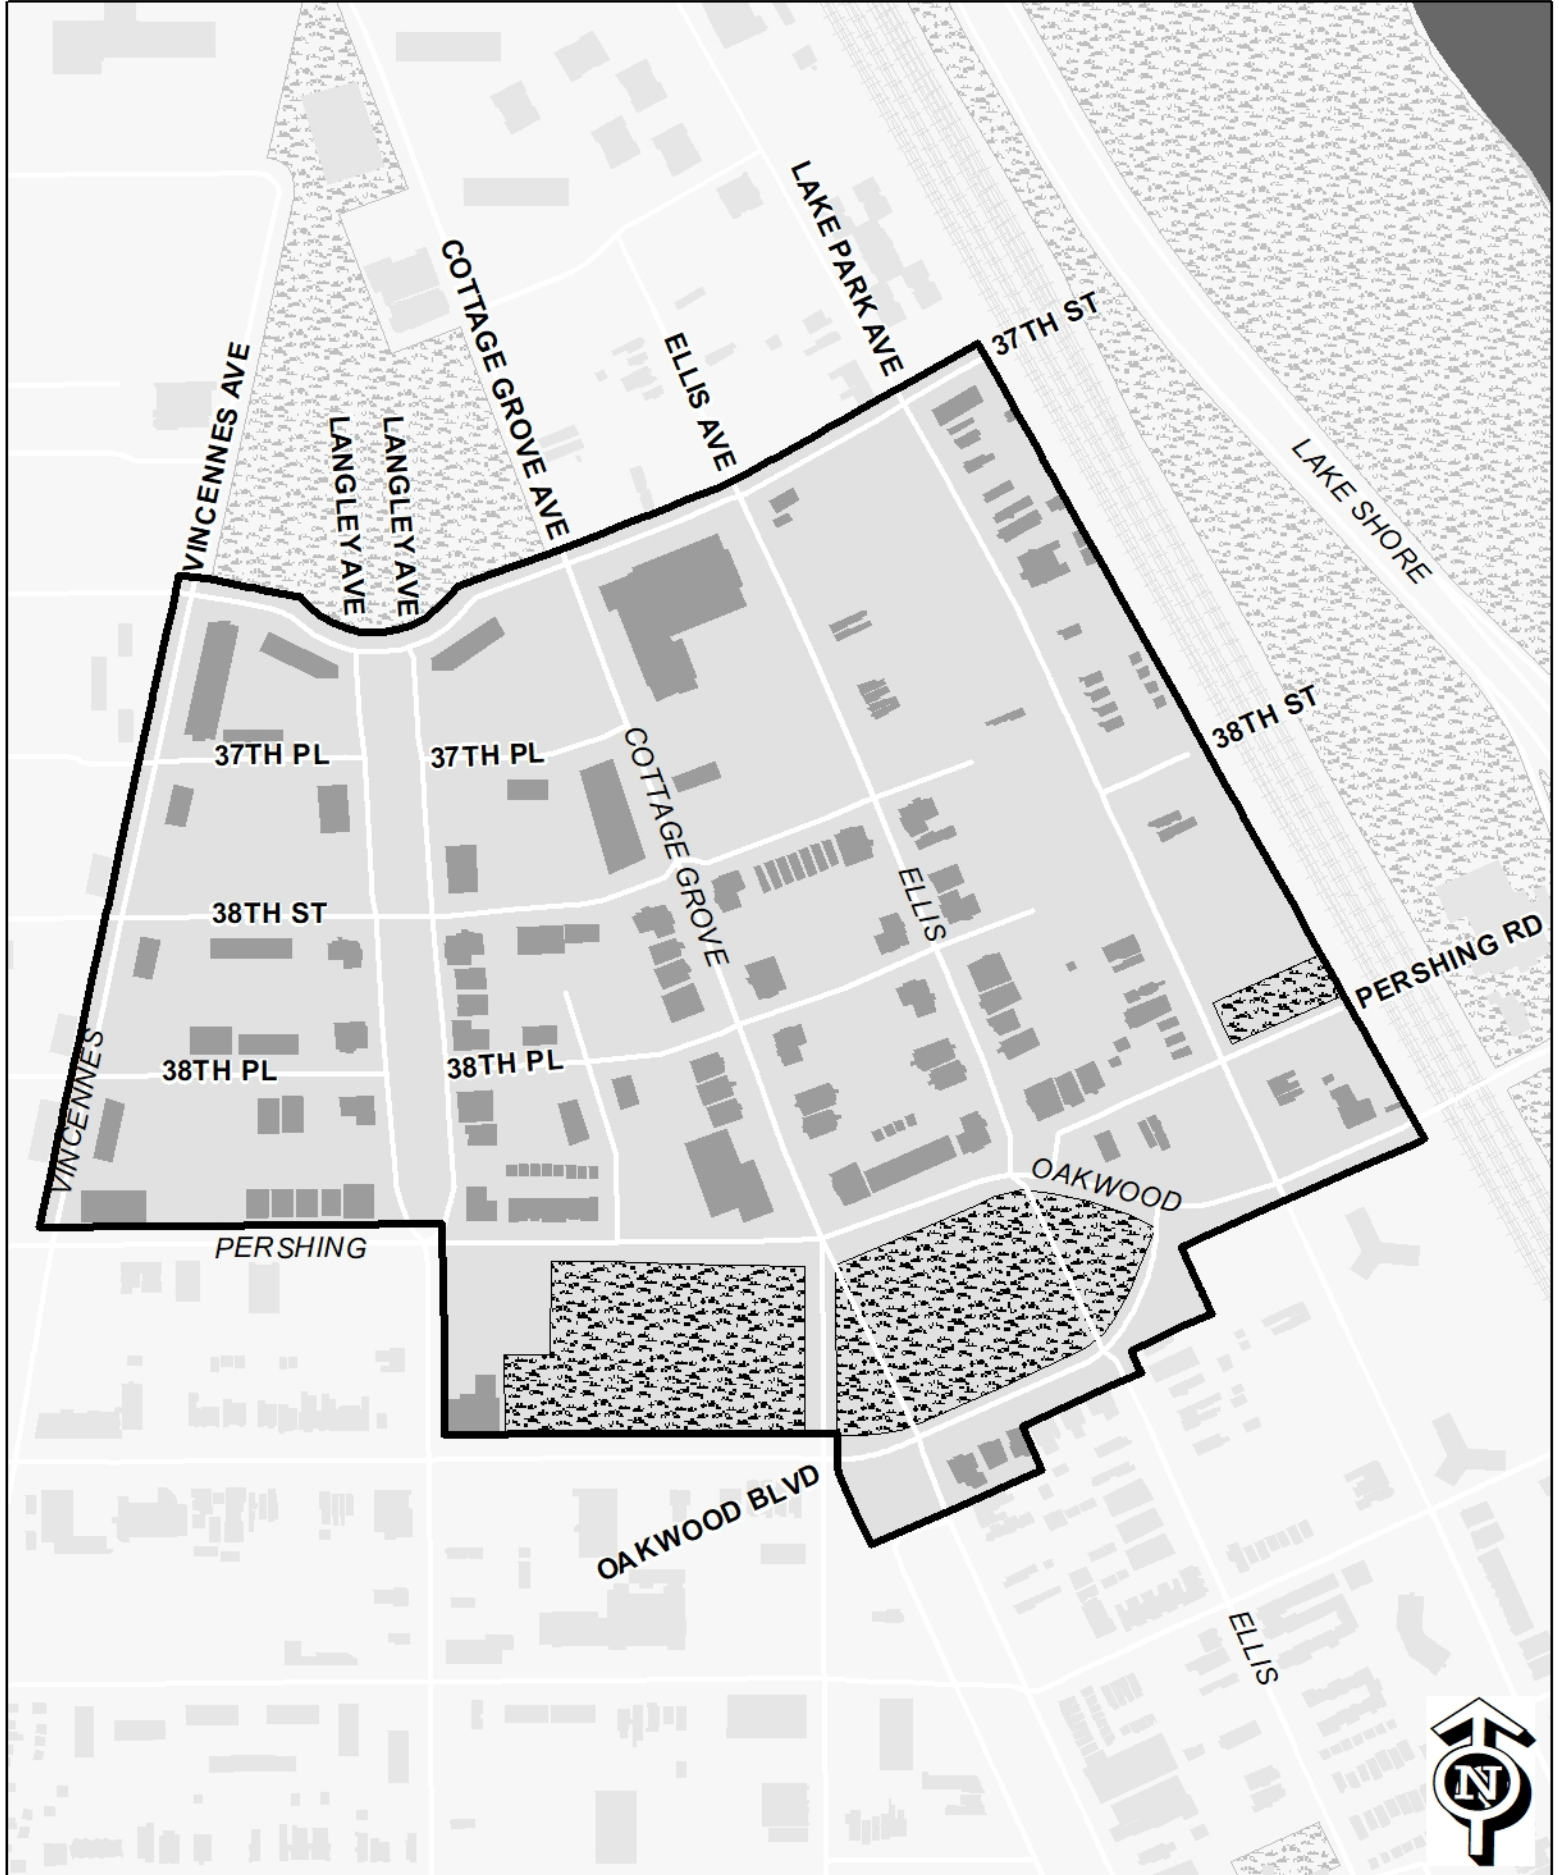 LAKE PARK AVE
COTTAGE GROVE AVE
37TH ST
ELLIS AVE
VINCENNES AVE
LANGLEY AVE
LANGLEY AVE
LAKE SHORE
38TH ST
37TH PL
37TH PL
COTTAGE GROVE
ELLIS
38TH ST
PERSHING RD
VINCENNES
38TH PL
38TH PL
OAKWOOD
PERSHING
OAKWOOD BLVD
ELLIS
N